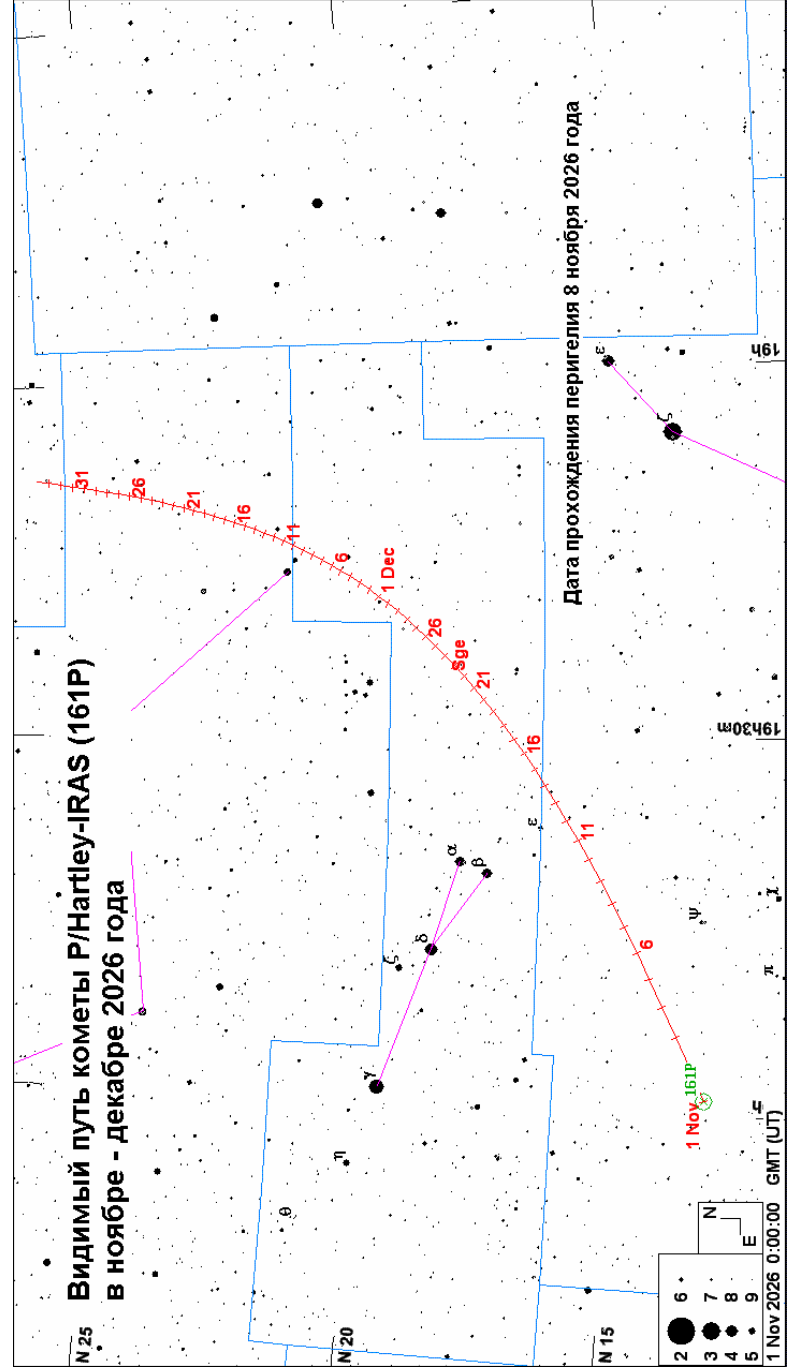 Видимый путь кометы P/Hartley-IRAS (161P)
в ноябре - декабре 2026 года
N 25
31
26
21
16
11
6
1 Dec
26
Sge
21
16
11
6
1 Nov
161P
N 20
N 15
θ
η
γ
ζ
δ
α
β
ε
ψ
π
χ
ε
ζ
Дата прохождения перигелия 8 ноября 2026 года
19h30m
19h
N
E
2 6
3 7
4 8
5 9
1 Nov 2026 0:00:00 GMT (UT)